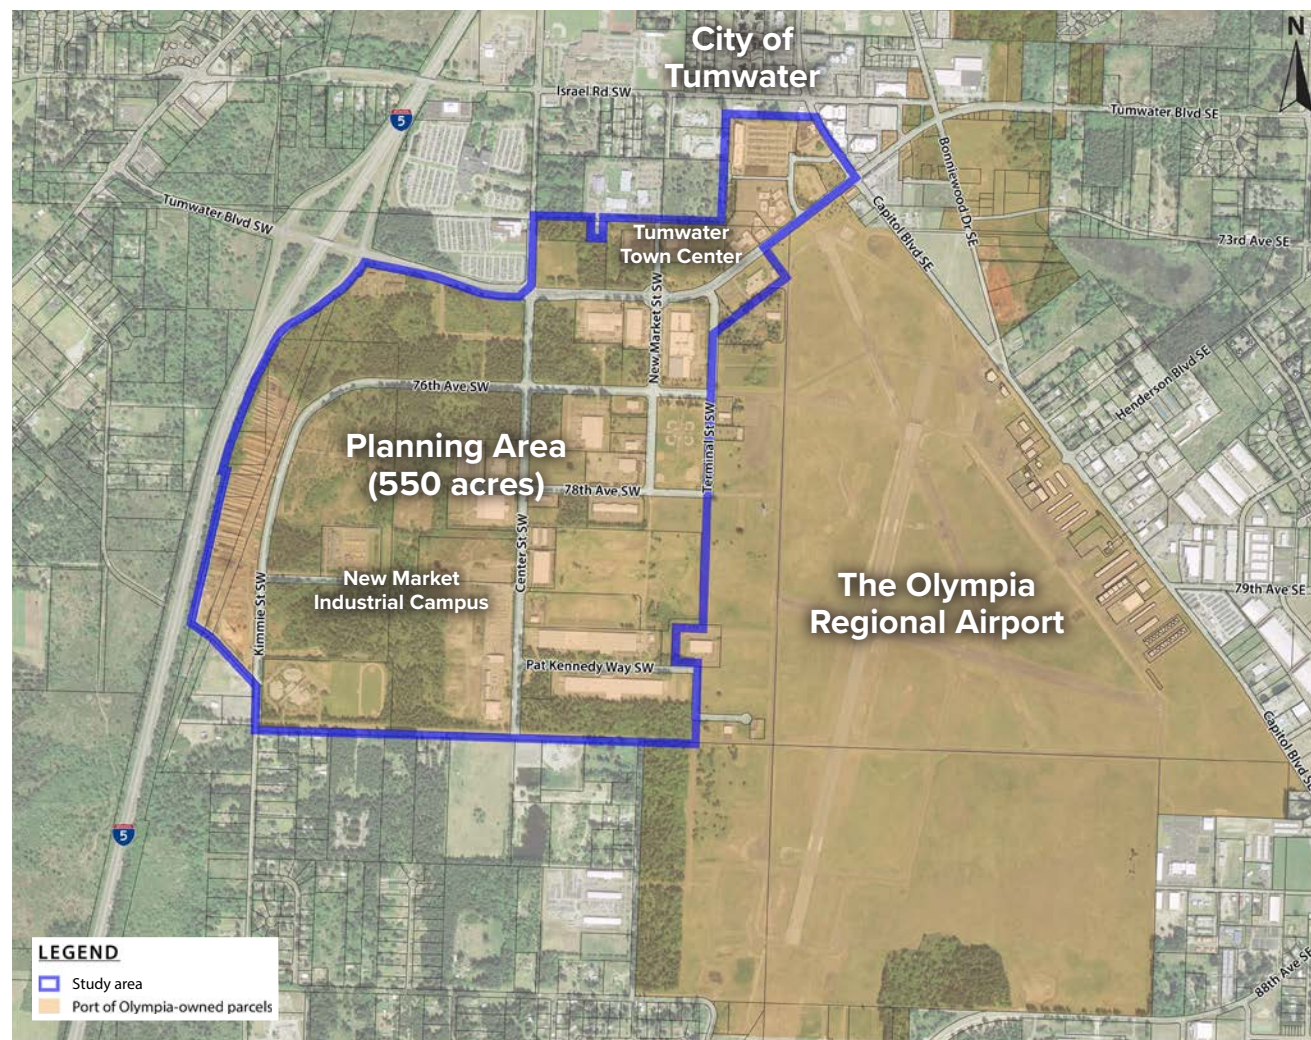 City of
Tumwater
N
Israel Rd SW
5
Tumwater Blvd SE
Bonniewood Dr SE
Tumwater Blvd SW
Capitol Blvd SE
Tumwater
Town Center
73rd Ave SE
New Market St SW
Henderson Blvd SE
76th Ave SW
Planning Area
(550 acres)
Terminal St SW
78th Ave SW
Center St SW
New Market
Industrial Campus
Kimmie St SW
The Olympia
Regional Airport
79th Ave SE
Pat Kennedy Way SW
Capitol Blvd SE
5
LEGEND
Study area
Port of Olympia-owned parcels
88th Ave SE